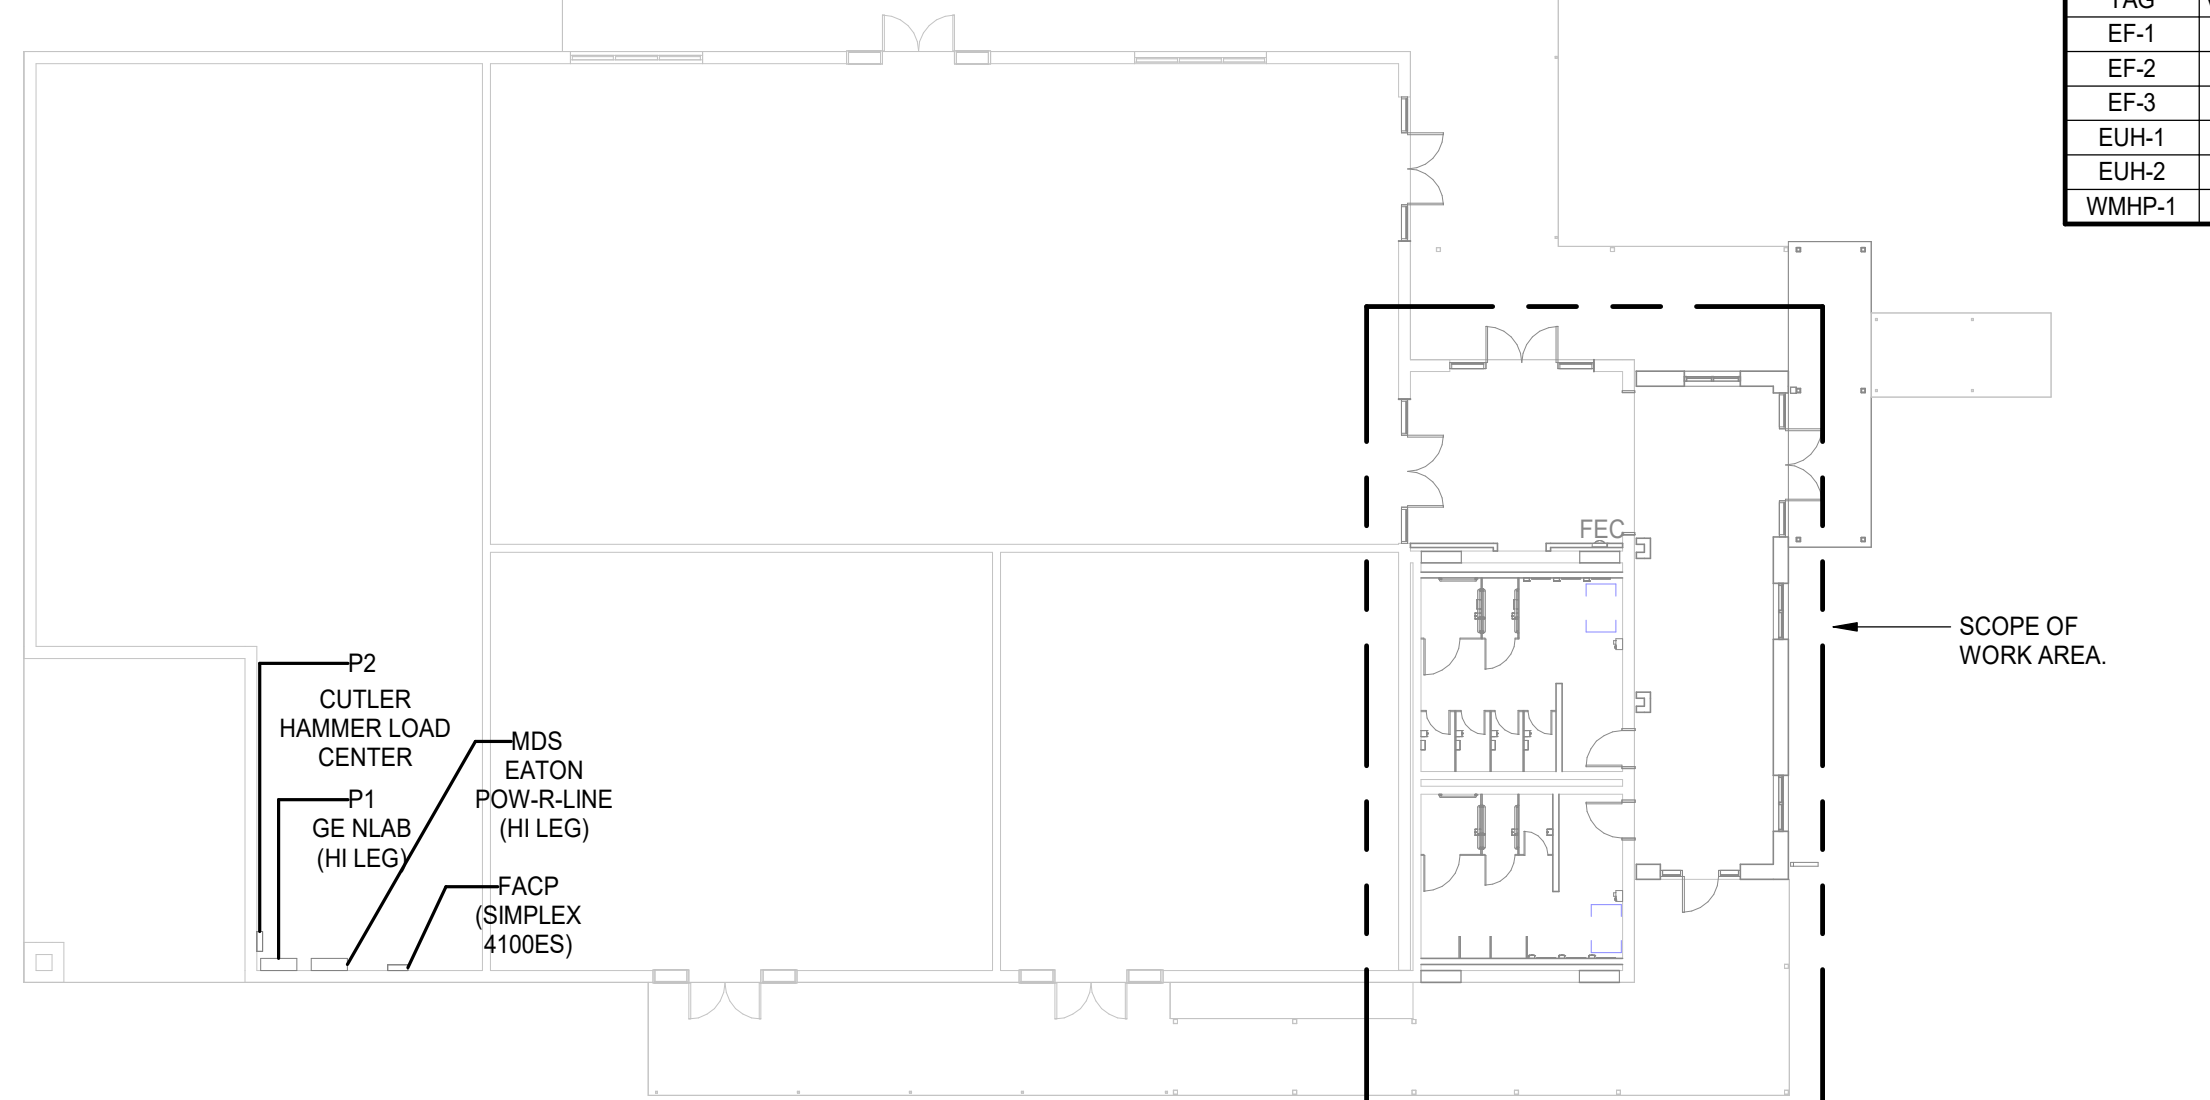 TAG
EF-1
EF-2
EF-3
EUH-1
EUH-2
WMHP-1
FEC
SCOPE OF
WORK AREA.
P2
CUTLER
HAMMER LOAD
CENTER
MDS
EATON
POW-R-LINE
(HI LEG)
P1
GE NLAB
(HI LEG)
FACP
(SIMPLEX
4100ES)